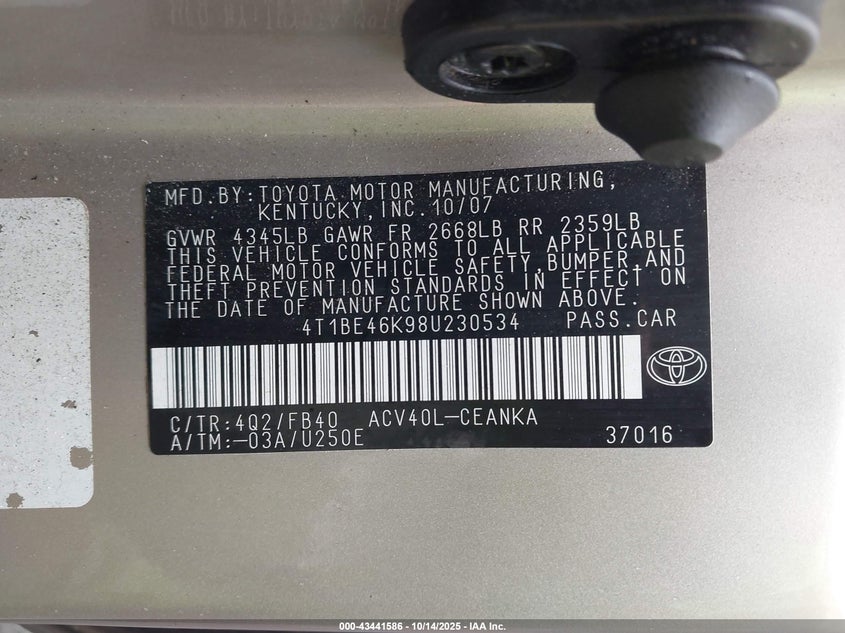 MFD.BY:TOYOTA MOTOR MANUFACTURING,
KENTUCKY,INC.10/07
GVWR 4345LB GAWR FR 2668LB RR 2359LB
THIS VEHICLE CONFORMS TO ALL APPLICABLE
FEDERAL MOTOR VEHICLE SAFETY,BUMPER,AND
THEFT PREVENTION STANDARDS IN EFFECT ON
THE DATE OF MANUFACTURE SHOWN ABOVE.
4T1BE46K98U230534 PASS.CAR
C/TR:4Q2/FB40 ACV40L-CEANKA
A/TM:-03A/U250E 37016
000-43441586 - 10/14/2025 - IAA Inc.